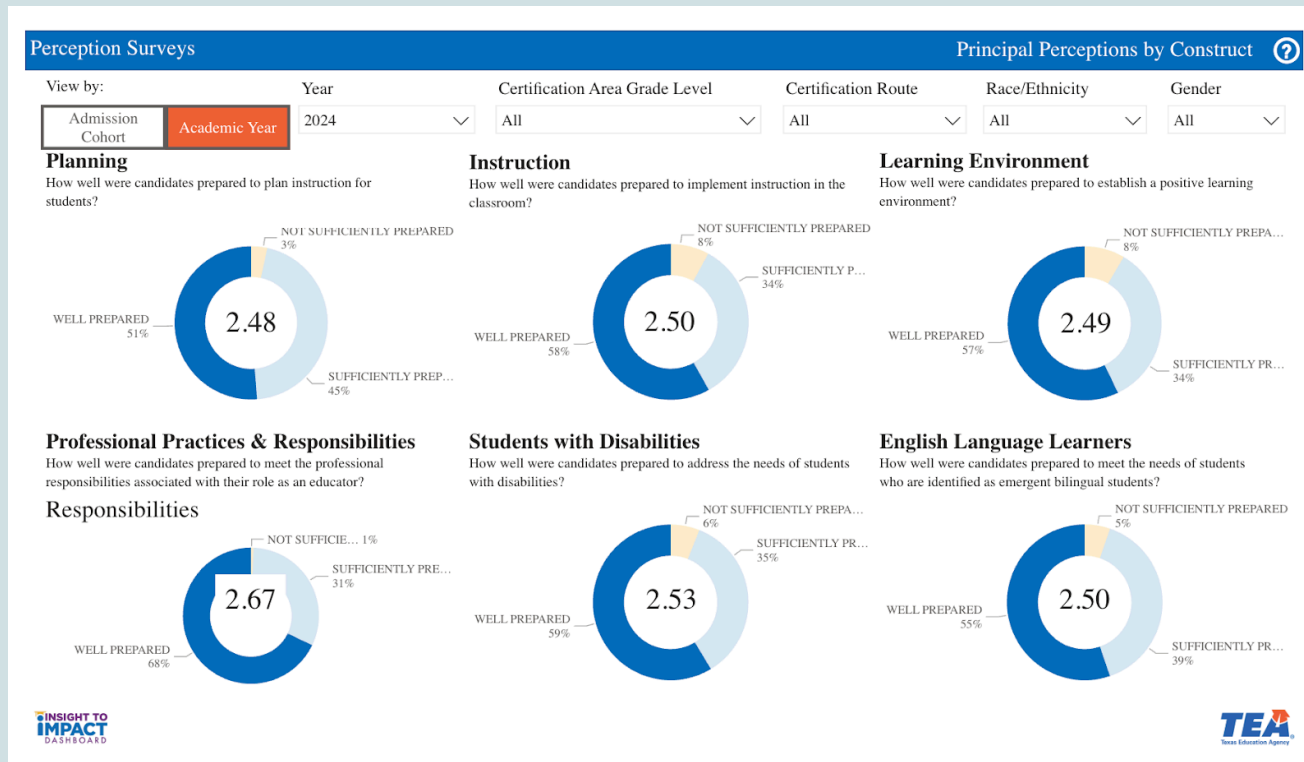 Perception Surveys
Principal Perceptions by Construct
?
View by:
Year
Certification Area Grade Level
Certification Route
Race/Ethnicity
Gender
Admission
Cohort
Academic Year
2024
All
All
All
All
Planning
How well were candidates prepared to plan instruction for
students?
NOT SUFFICIENTLY PREPARED
3%
WELL PREPARED
51%
2.48
SUFFICIENTLY PREP...
45%
Instruction
How well were candidates prepared to implement instruction in the
classroom?
NOT SUFFICIENTLY PREPARED
8%
SUFFICIENTLY P...
34%
2.50
WELL PREPARED
58%
Learning Environment
How well were candidates prepared to establish a positive learning
environment?
NOT SUFFICIENTLY PREPA...
8%
2.49
WELL PREPARED
57%
SUFFICIENTLY PR...
34%
Professional Practices & Responsibilities
How well were candidates prepared to meet the professional
responsibilities associated with their role as an educator?
Responsibilities
NOT SUFFICIE... 1%
SUFFICIENTLY PRE...
31%
2.67
WELL PREPARED
68%
Students with Disabilities
How well were candidates prepared to address the needs of students
with disabilities?
NOT SUFFICIENTLY PREPA...
6%
SUFFICIENTLY PR...
35%
2.53
WELL PREPARED
59%
English Language Learners
How well were candidates prepared to meet the needs of students
who are identified as emergent bilingual students?
NOT SUFFICIENTLY PREPARED
5%
2.50
WELL PREPARED
55%
SUFFICIENTLY PR...
39%
INSIGHT TO
IMPACT
DASHBOARD
TEA
Texas Education Agency